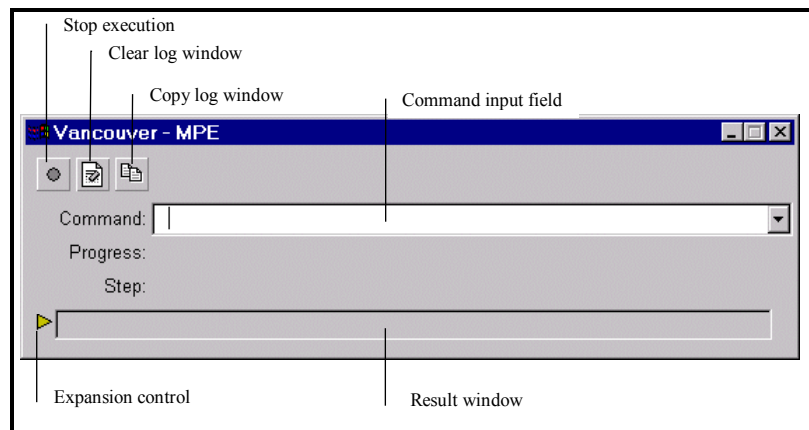 Stop execution
Clear log window
Copy log window
Command input field
Vancouver - MPE
Command:
Progress:
Step:
Expansion control
Result window